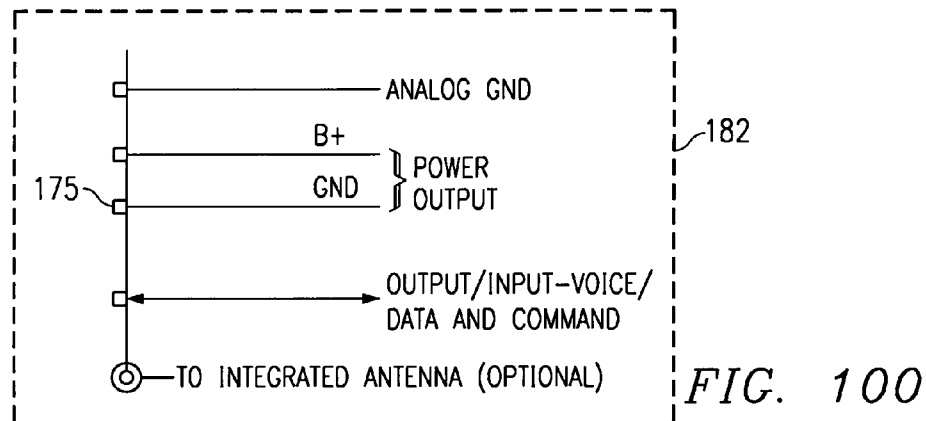 ANALOG GND
B+
182
POWER
175
GND
OUTPUT
OUTPUT/INPUT-VOICE/
DATA AND COMMAND
TO INTEGRATED ANTENNA (OPTIONAL)
FIG. 100